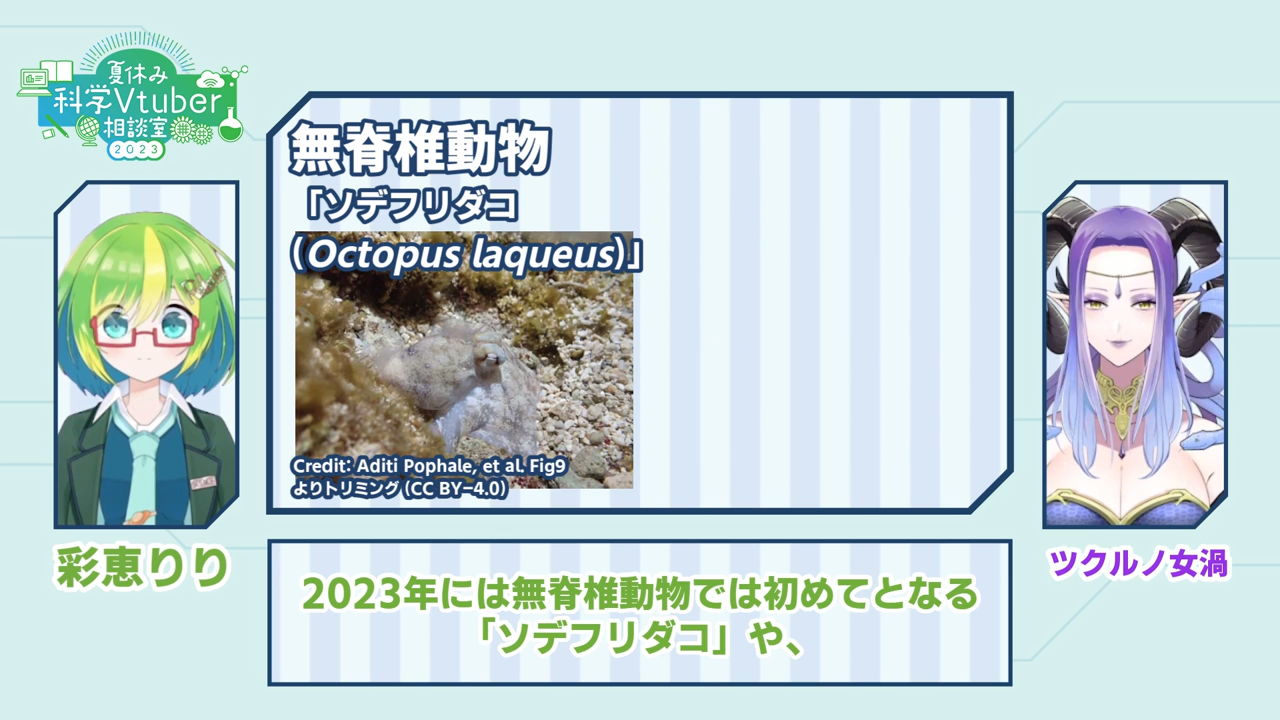 夏休み
科学Vtuber
相談室
2023
無脊椎動物
「ソデフリダコ
(Octopus laqueus)」
Credit: Aditi Pophale, et al. Fig9
よりトリミング (CC BY−4.0)
彩恵りり
ツクルノ女渦
2023年には無脊椎動物では初めてとなる
「ソデフリダコ」や、